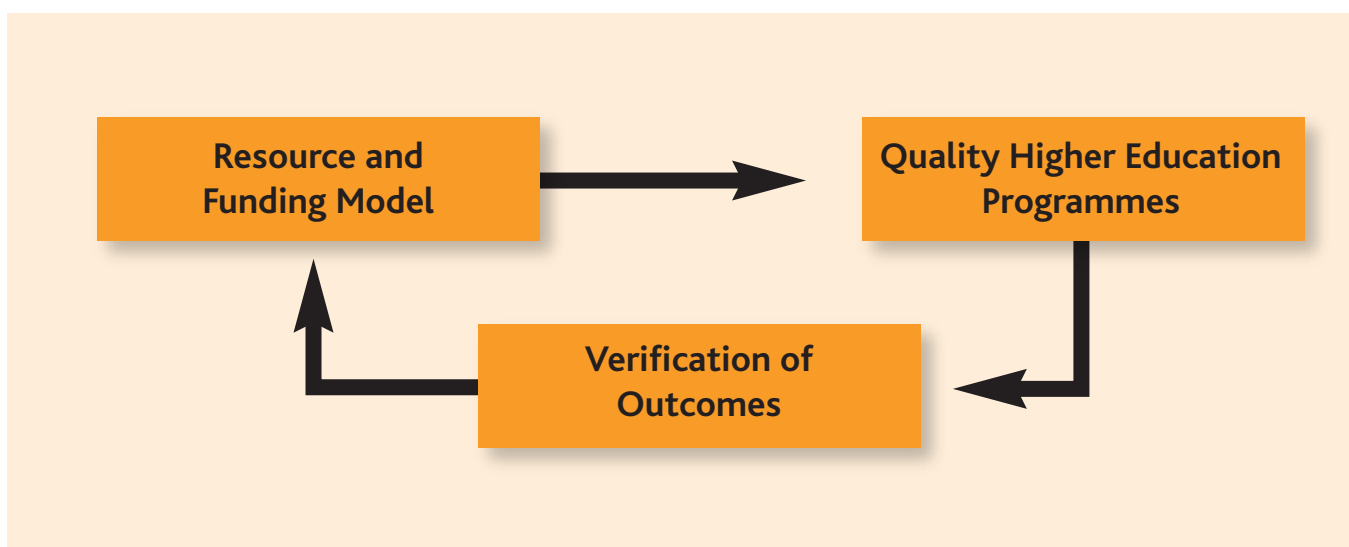 Resource and
Funding Model
Quality Higher Education
Programmes
Verification of
Outcomes